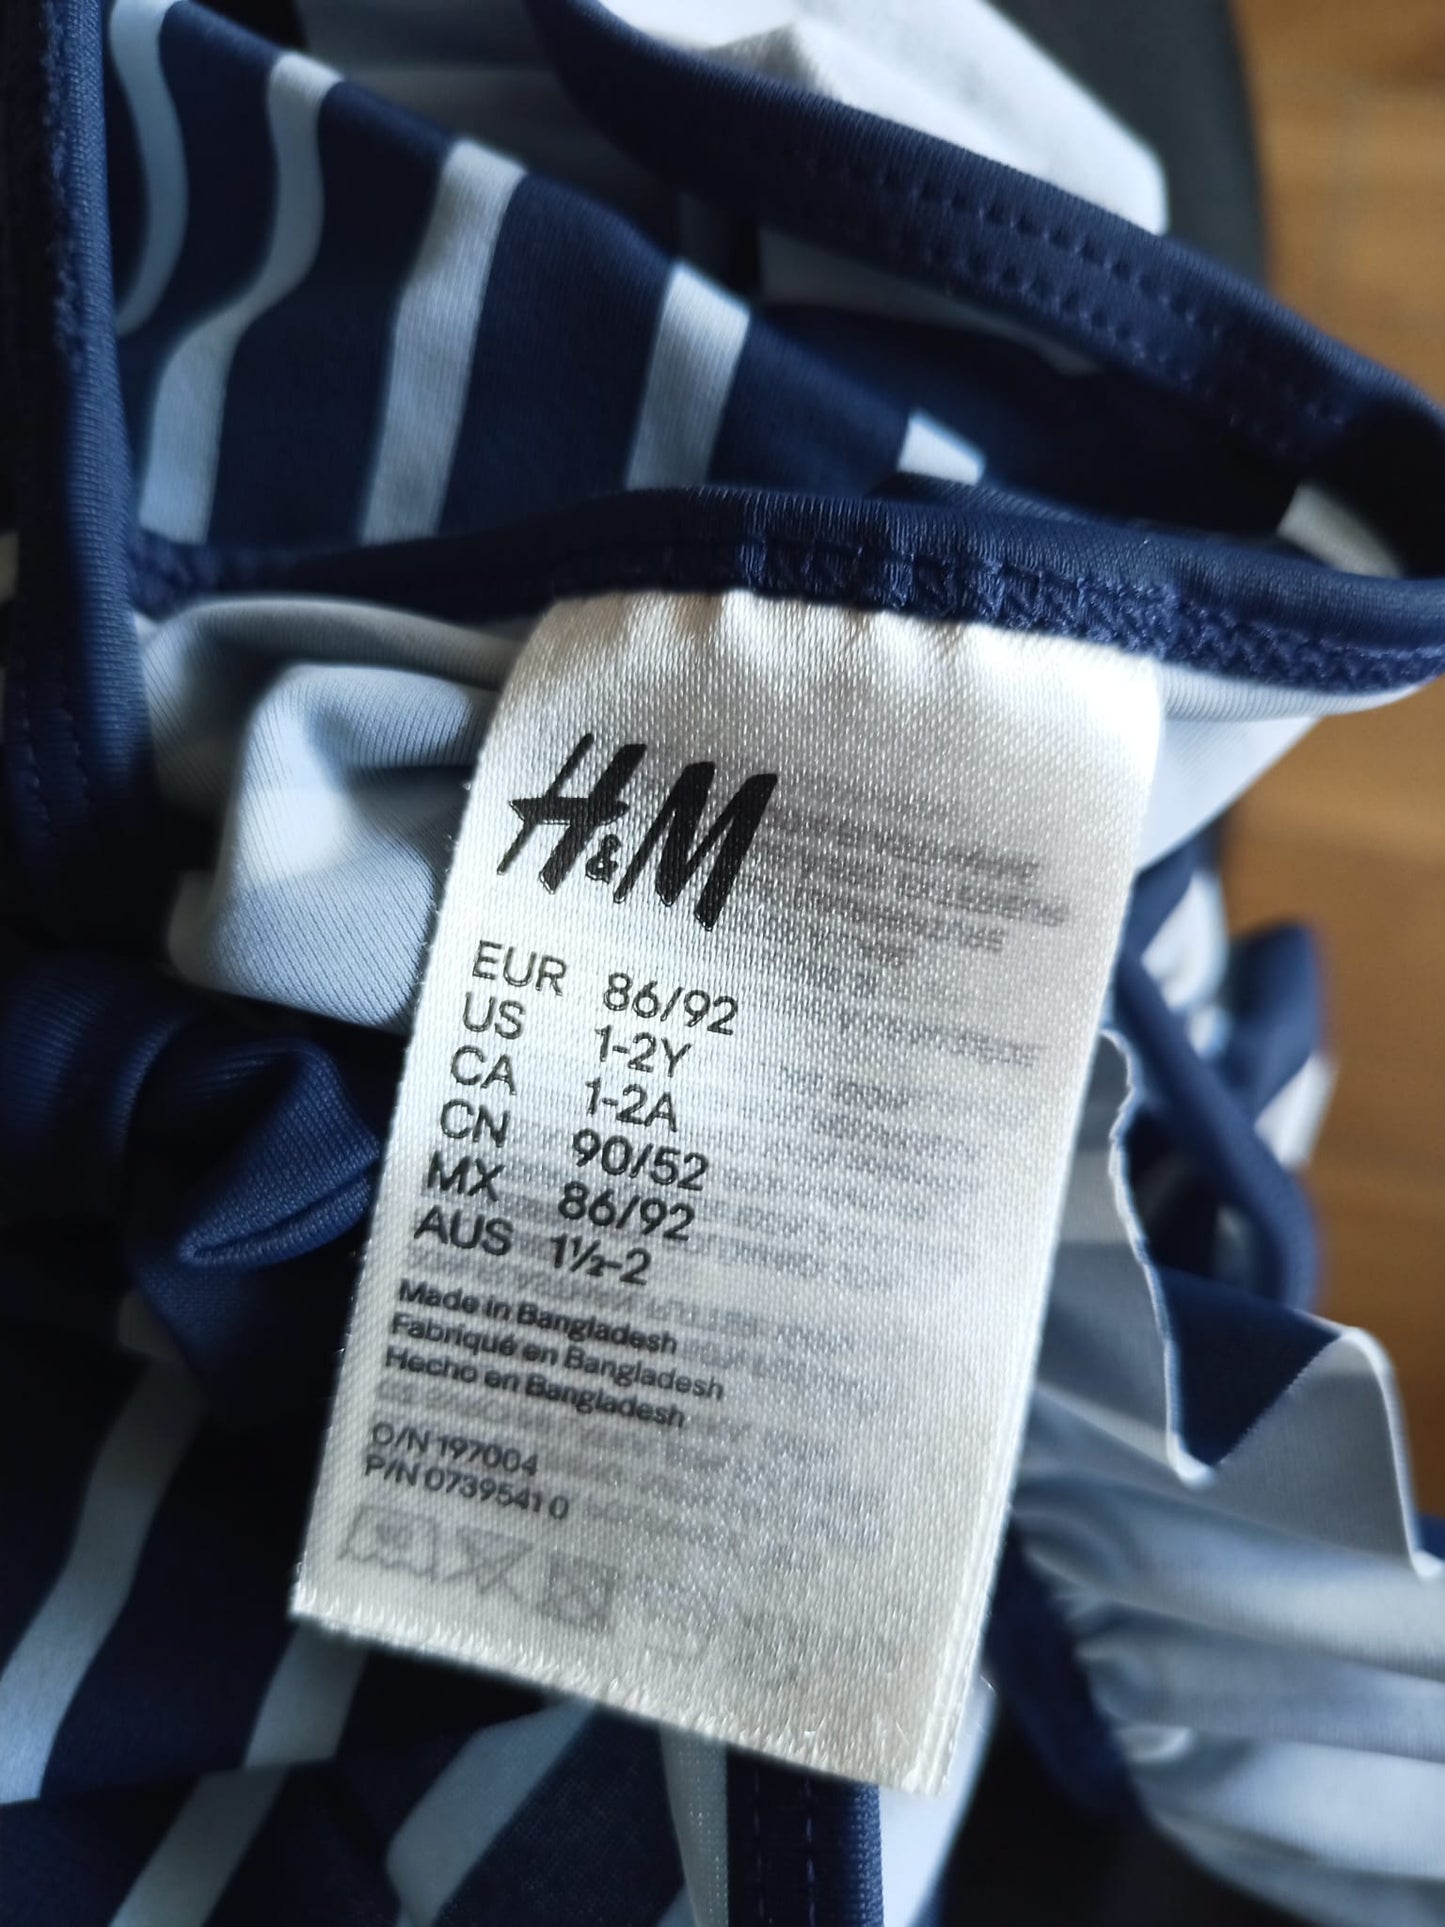 H&M
EUR 86/92
US 1-2Y
CA 1-2A
CN 90/52
MX 86/92
AUS 1½-2
Made in Bangladesh
Fabriqué en Bangladesh
Hecho en Bangladesh
O/N 197004
P/N 0739541 0